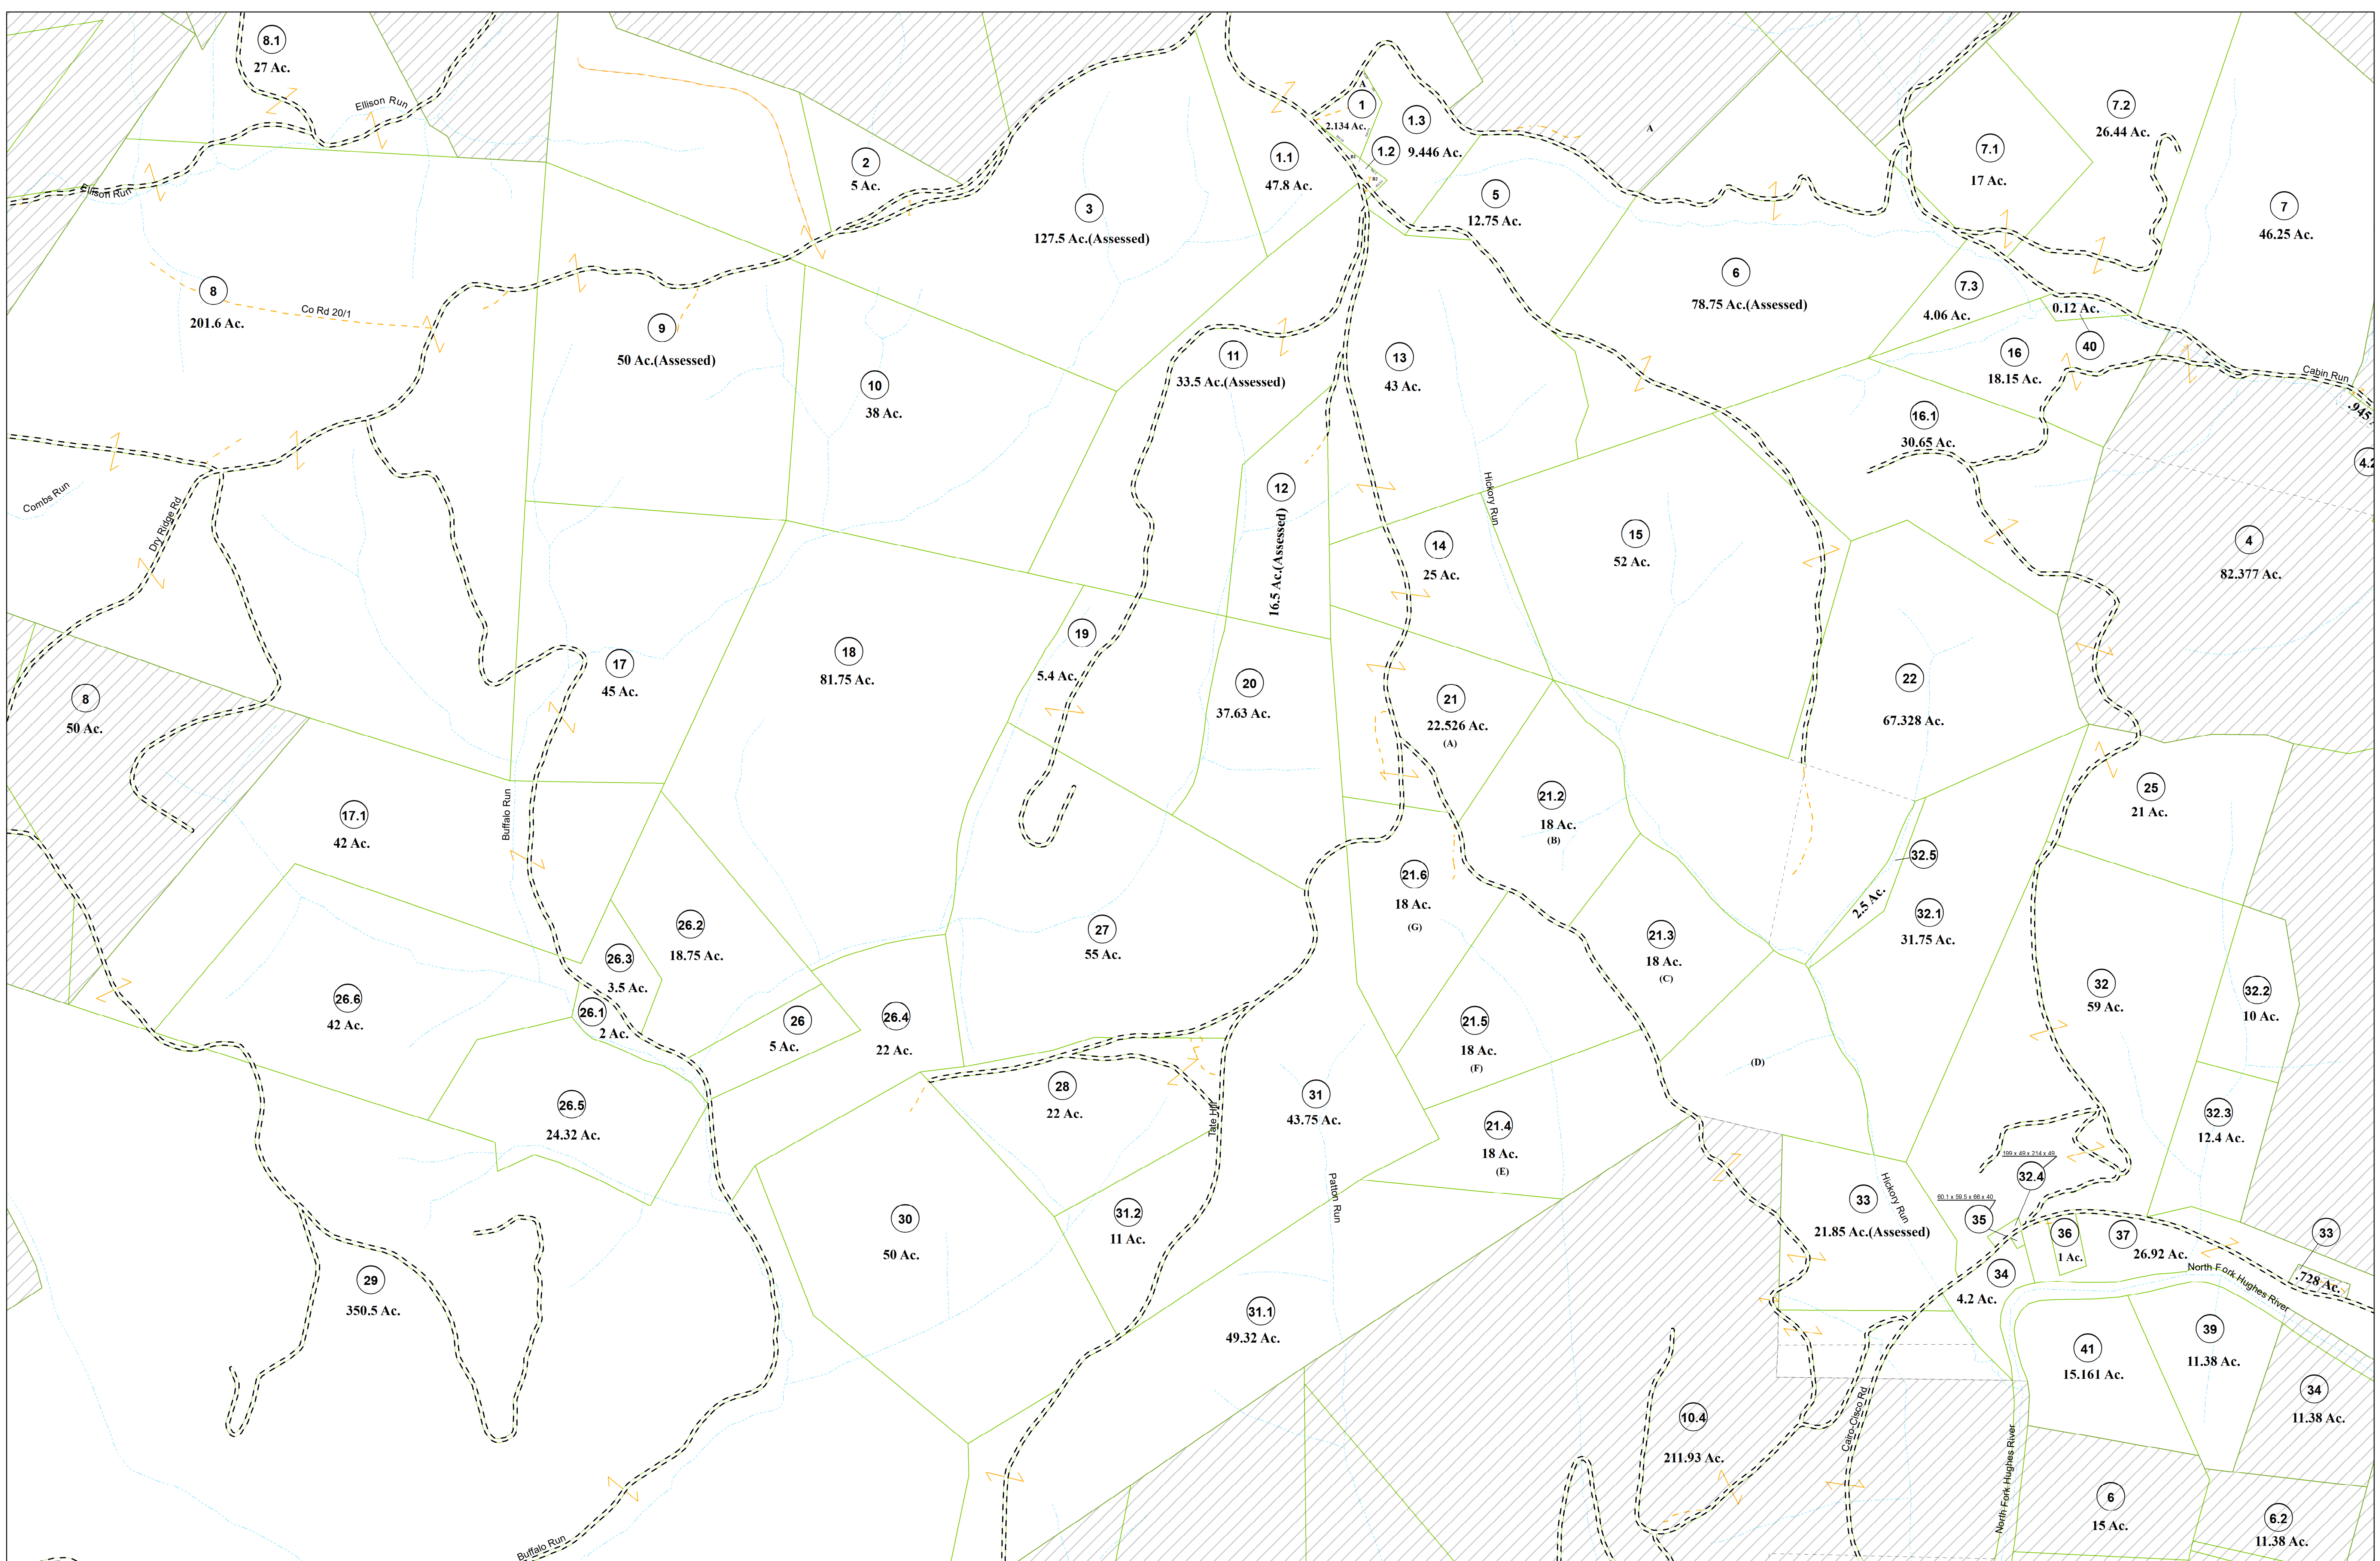 8.1
27 Ac.
Ellison Run
Ellison Run
8
201.6 Ac.
Co Rd 20/1
2
5 Ac.
3
127.5 Ac.(Assessed)
1.1
47.8 Ac.
A
1
2.134 Ac.
1.2
B2
1.3
9.446 Ac.
A
5
12.75 Ac.
6
78.75 Ac.(Assessed)
7.1
17 Ac.
7.2
26.44 Ac.
7
46.25 Ac.
7.3
4.06 Ac.
0.12 Ac.
40
16
18.15 Ac.
Cabin Run
.945
4.2
16.1
30.65 Ac.
9
50 Ac.(Assessed)
10
38 Ac.
11
33.5 Ac.(Assessed)
13
43 Ac.
12
16.5 Ac.(Assessed)
Hickory Run
14
25 Ac.
15
52 Ac.
4
82.377 Ac.
Combs Run
Dry Ridge Rd
17
45 Ac.
18
81.75 Ac.
19
5.4 Ac.
20
37.63 Ac.
21
22.526 Ac.
(A)
22
67.328 Ac.
8
50 Ac.
17.1
42 Ac.
Buffalo Run
21.2
18 Ac.
(B)
25
21 Ac.
32.5
2.5 Ac.
21.6
18 Ac.
(G)
26.2
18.75 Ac.
26.3
3.5 Ac.
27
55 Ac.
21.3
18 Ac.
(C)
32.1
31.75 Ac.
32
59 Ac.
32.2
10 Ac.
26.6
42 Ac.
26.1
2 Ac.
26
5 Ac.
26.4
22 Ac.
21.5
18 Ac.
(F)
(D)
28
22 Ac.
31
43.75 Ac.
26.5
24.32 Ac.
21.4
18 Ac.
(E)
32.3
12.4 Ac.
199 x 49 x 214 x 49
32.4
60.1 x 59.5 x 66 x 40
35
Patton Run
Hickory Run
33
21.85 Ac.(Assessed)
30
50 Ac.
31.2
11 Ac.
36
1 Ac.
37
26.92 Ac.
33
.728 Ac.
North Fork Hughes River
34
4.2 Ac.
29
350.5 Ac.
31.1
49.32 Ac.
41
15.161 Ac.
39
11.38 Ac.
34
11.38 Ac.
10.4
211.93 Ac.
Cairo-Cisco Rd
North Fork Hughes River
6
15 Ac.
6.2
11.38 Ac.
Buffalo Run